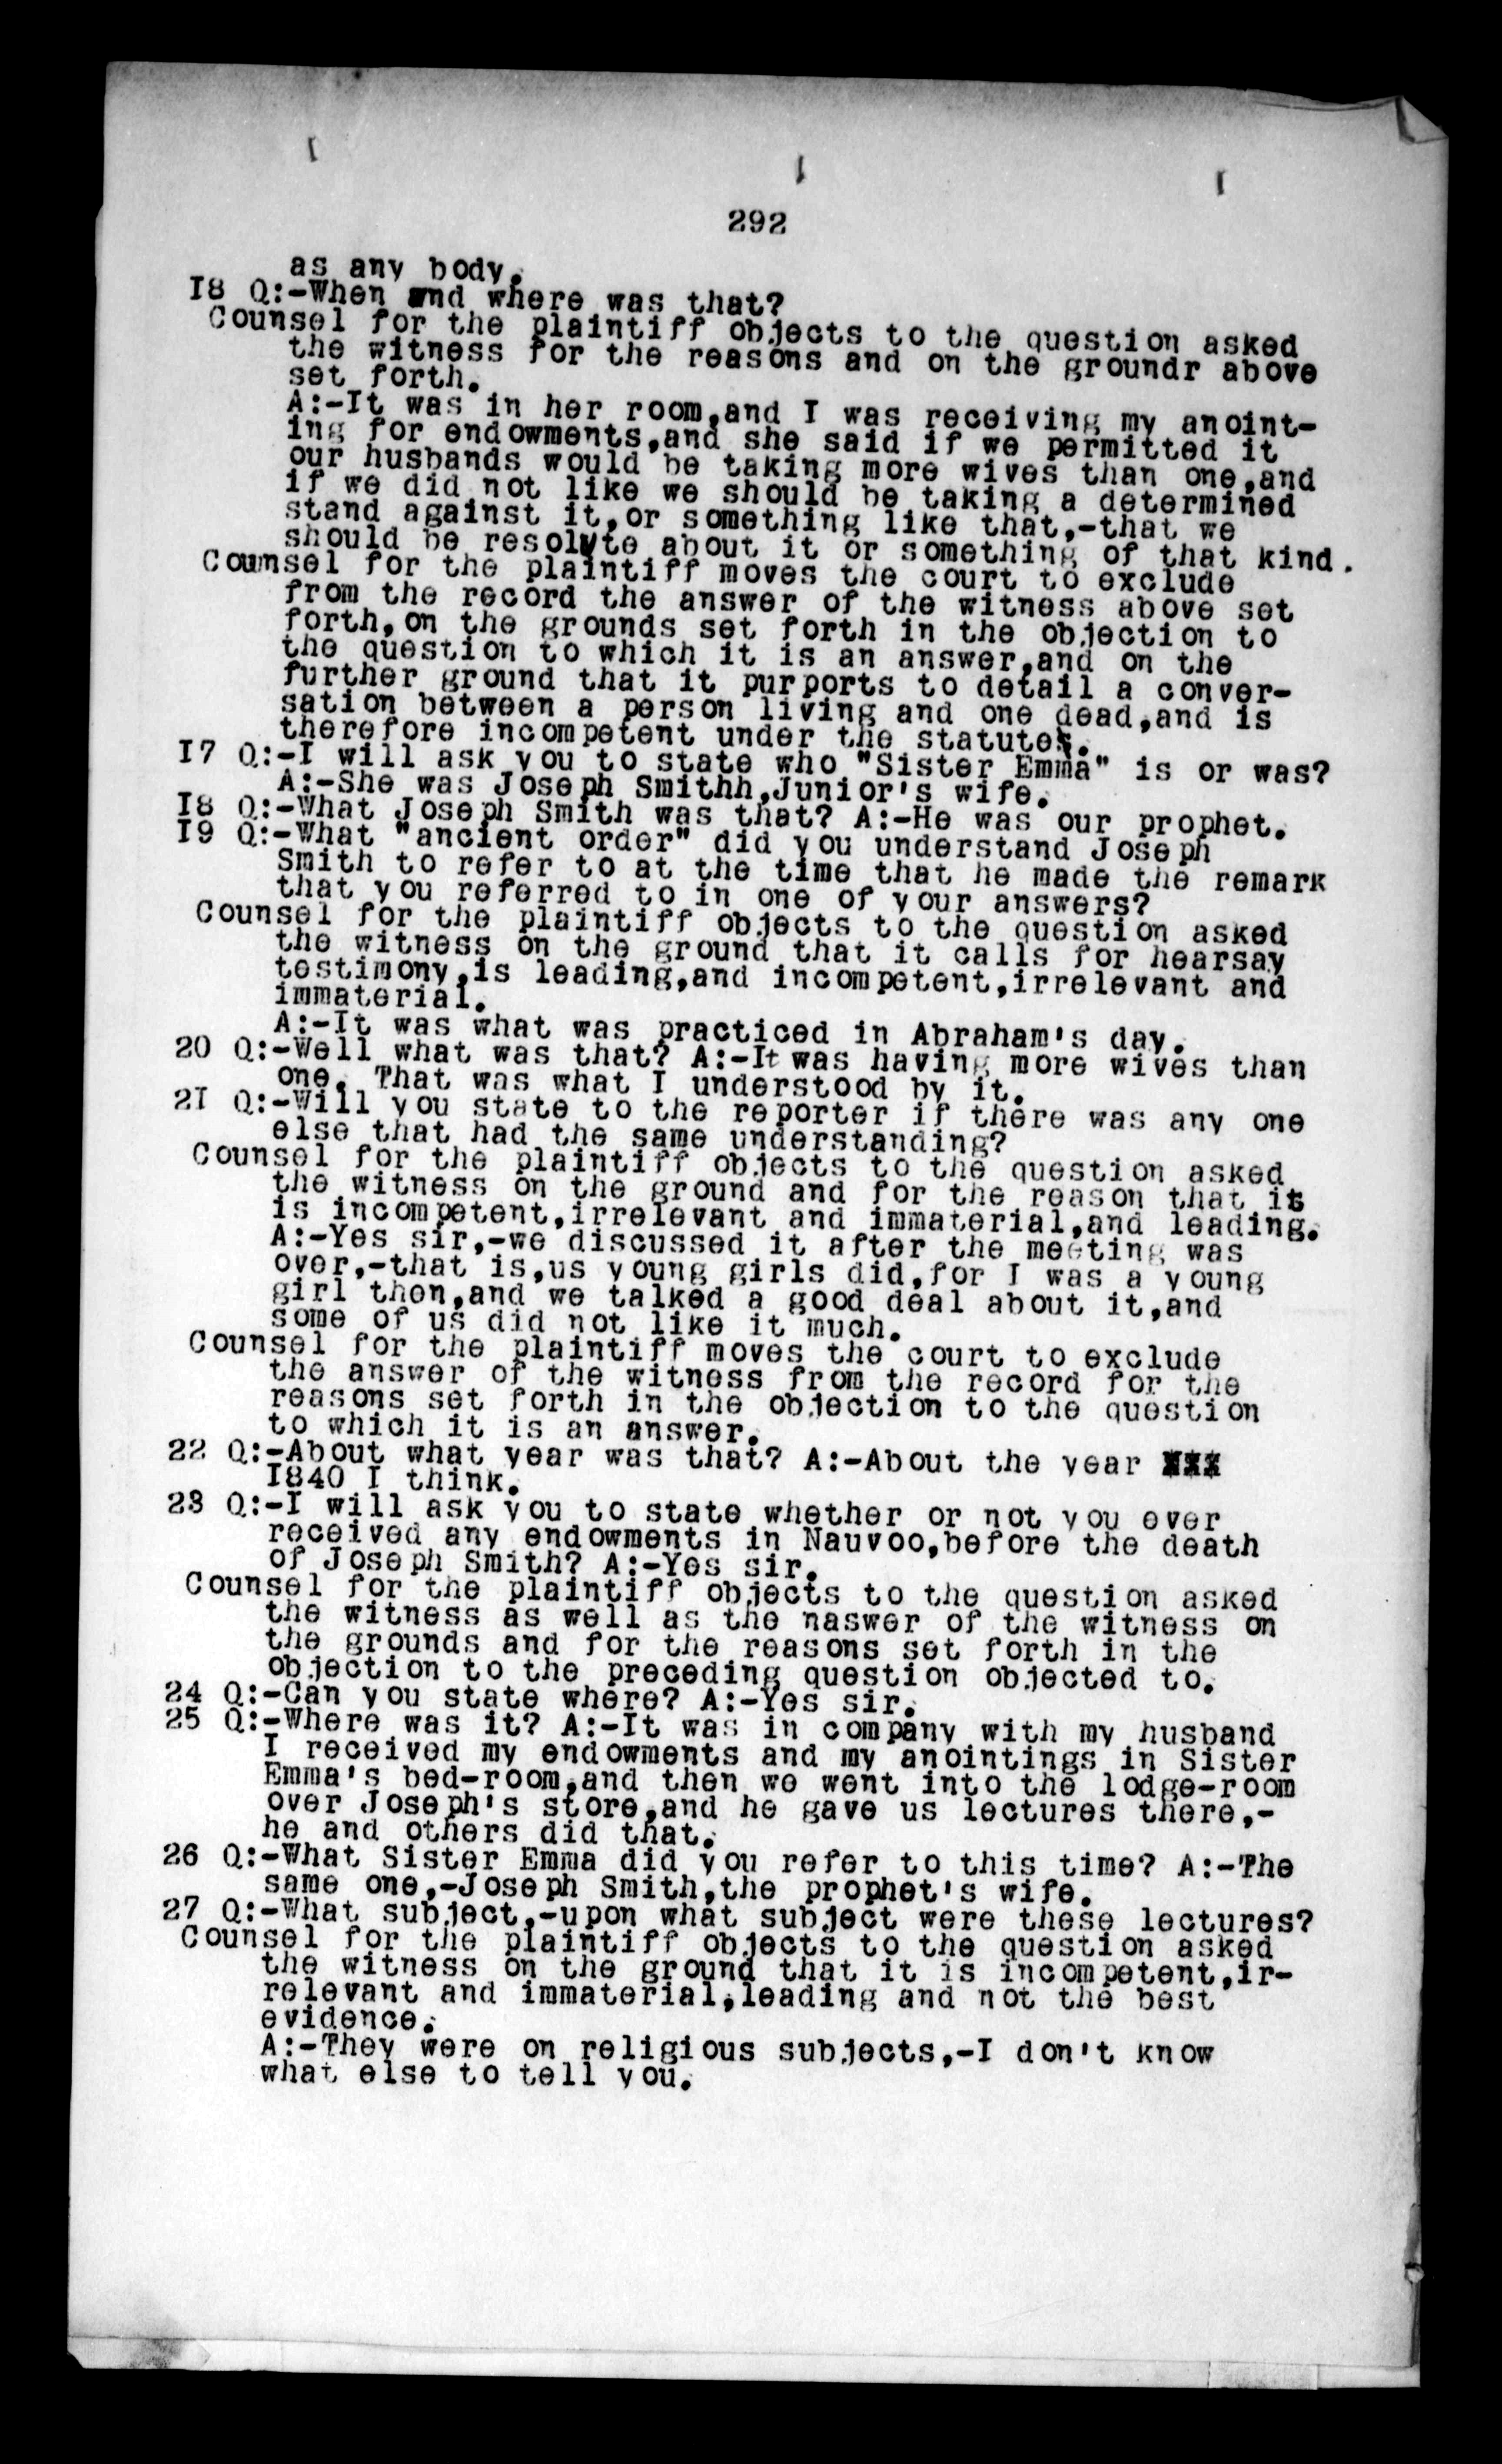 292
as any body.
I8 Q:-When and where was that?
Counsel for the plaintiff objects to the question asked
the witness for the reasons and on the groundr above
set forth.
A:-It was in her room,and I was receiving my anoint-
ing for endowments,and she said if we permitted it
our husbands would be taking more wives than one,and
if we did not like we should be taking a determined
stand against it,or something like that,-that we
should be resolute about it or something of that kind.
Counsel for the plaintiff moves the court to exclude
from the record the answer of the witness above set
forth,on the grounds set forth in the objection to
the question to which it is an answer,and on the
further ground that it purports to detail a conver-
sation between a person living and one dead,and is
therefore incompetent under the statutes.
I7 Q:-I will ask you to state who "Sister Emma" is or was?
A:-She was Joseph Smithh,Junior's wife.
I8 Q:-What Joseph Smith was that? A:-He was our prophet.
I9 Q:-What "ancient order" did you understand Joseph
Smith to refer to at the time that he made the remark
that you referred to in one of your answers?
Counsel for the plaintiff objects to the question asked
the witness on the ground that it calls for hearsay
testimony,is leading,and incompetent,irrelevant and
immaterial.
A:-It was what was practiced in Abraham's day.
20 Q:-Well what was that? A:-It was having more wives than
one. That was what I understood by it.
2I Q:-Will you state to the reporter if there was any one
else that had the same understanding?
Counsel for the plaintiff objects to the question asked
the witness on the ground and for the reason that it
is incompetent,irrelevant and immaterial,and leading.
A:-Yes sir,-we discussed it after the meeting was
over,-that is,us young girls did,for I was a young
girl then,and we talked a good deal about it,and
some of us did not like it much.
Counsel for the plaintiff moves the court to exclude
the answer of the witness from the record for the
reasons set forth in the objection to the question
to which it is an answer.
22 Q:-About what year was that? A:-About the year
I840 I think.
23 Q:-I will ask you to state whether or not you ever
received any endowments in Nauvoo,before the death
of Joseph Smith? A:-Yes sir.
Counsel for the plaintiff objects to the question asked
the witness as well as the naswer of the witness on
the grounds and for the reasons set forth in the
objection to the preceding question objected to.
24 Q:-Can you state where? A:-Yes sir.
25 Q:-Where was it? A:-It was in company with my husband
I received my endowments and my anointings in Sister
Emma's bed-room,and then we went into the lodge-room
over Joseph's store,and he gave us lectures there,-
he and others did that.
26 Q:-What Sister Emma did you refer to this time? A:-The
same one,-Joseph Smith,the prophet's wife.
27 Q:-What subject,-upon what subject were these lectures?
Counsel for the plaintiff objects to the question asked
the witness on the ground that it is incompetent,ir-
relevant and immaterial,leading and not the best
evidence.
A:-They were on religious subjects,-I don't know
what else to tell you.